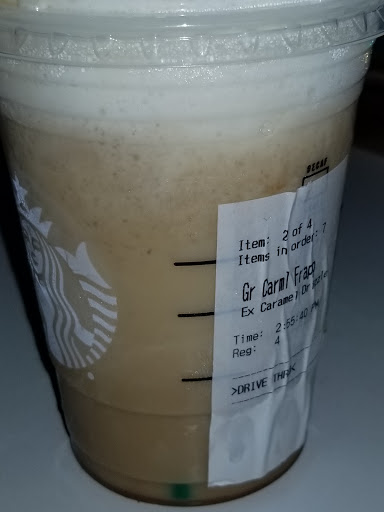 DECAF
Item: 2 of 4
Items in order: 7
Gr Carml Frapp
Ex Caramel Drizzle
Time: 2:55:40 PM
Reg: 4
>DRIVE THRU<